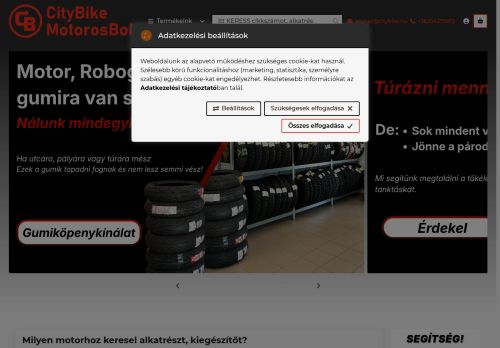 CityBike
MotorosBol
Termékeink
KERESS cikkszámot, alkatrés
Motor, Robog
gumira van s
Nálunk mindegyi
Ha utcára, pályára vagy túrára mész
Ezek a gumik tapadni fognak és nem lesz semmi vész!
Gumiköpenykínálat
Adatkezelési beállítások
Weboldalunk az alapvető működéshez szükséges cookie-kat használ.
Szélesebb körű funkcionalitáshoz (marketing, statisztika, személyre
szabás) egyéb cookie-kat engedélyezhet. Részletesebb információkat az
Adatkezelési tájékoztatóban talál.
Beállítások
Szükségesek elfogadása
Összes elfogadása
Túrázni menn
De:
• Sok mindent v
• Jönne a párod
Mi segítünk megtalálni a tökéle
tanktáskát.
Érdekel
Milyen motorhoz keresel alkatrészt, kiegészítőt?
SEGÍTSÉG!